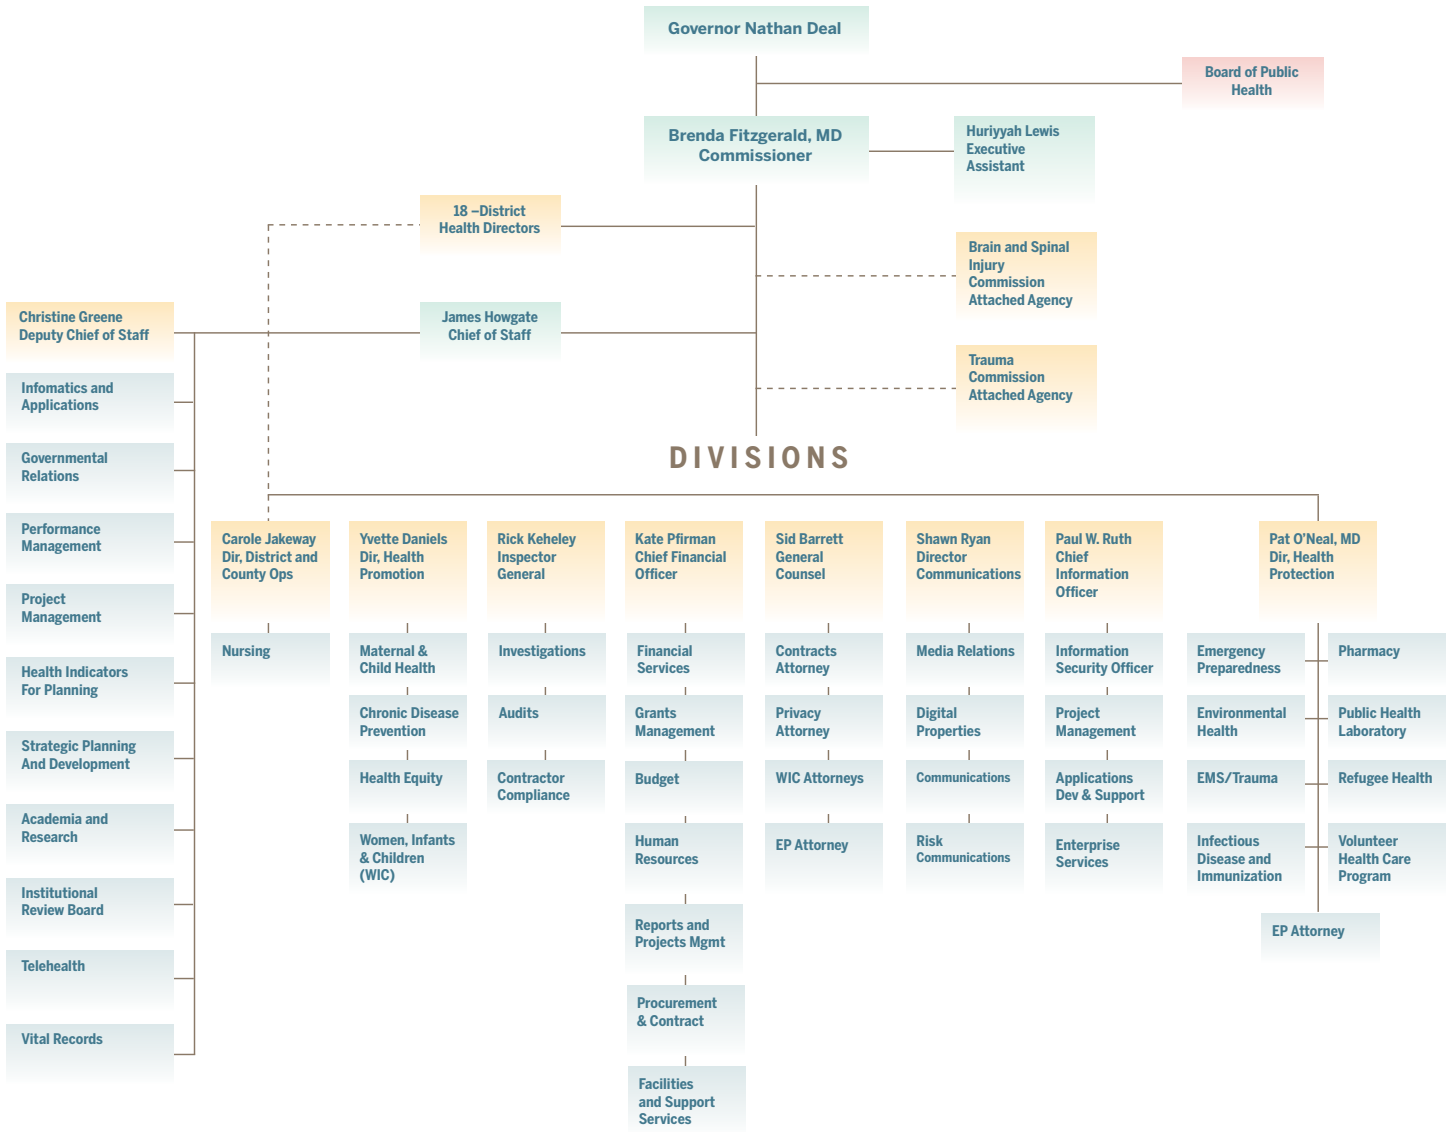 Governor Nathan Deal
Board of Public
Health
Brenda Fitzgerald, MD
Commissioner
Huriyyah Lewis
Executive
Assistant
18 –District
Health Directors
Brain and Spinal
Injury
Commission
Attached Agency
Christine Greene
Deputy Chief of Staff
James Howgate
Chief of Staff
Trauma
Commission
Attached Agency
Infomatics and
Applications
Governmental
Relations
Performance
Management
Project
Management
Health Indicators
For Planning
Strategic Planning
And Development
Academia and
Research
Institutional
Review Board
Telehealth
Vital Records
DIVISIONS
Carole Jakeway
Dir, District and
County Ops
Nursing
Yvette Daniels
Dir, Health
Promotion
Maternal &
Child Health
Chronic Disease
Prevention
Health Equity
Women, Infants
& Children
(WIC)
Rick Keheley
Inspector
General
Investigations
Audits
Contractor
Compliance
Kate Pfirman
Chief Financial
Officer
Financial
Services
Grants
Management
Budget
Human
Resources
Reports and
Projects Mgmt
Procurement
& Contract
Facilities
and Support
Services
Sid Barrett
General
Counsel
Contracts
Attorney
Privacy
Attorney
WIC Attorneys
EP Attorney
Shawn Ryan
Director
Communications
Media Relations
Digital
Properties
Communications
Risk
Communications
Paul W. Ruth
Chief
Information
Officer
Information
Security Officer
Project
Management
Applications
Dev & Support
Enterprise
Services
Pat O’Neal, MD
Dir, Health
Protection
Emergency
Preparedness
Environmental
Health
EMS/Trauma
Infectious
Disease and
Immunization
Pharmacy
Public Health
Laboratory
Refugee Health
Volunteer
Health Care
Program
EP Attorney